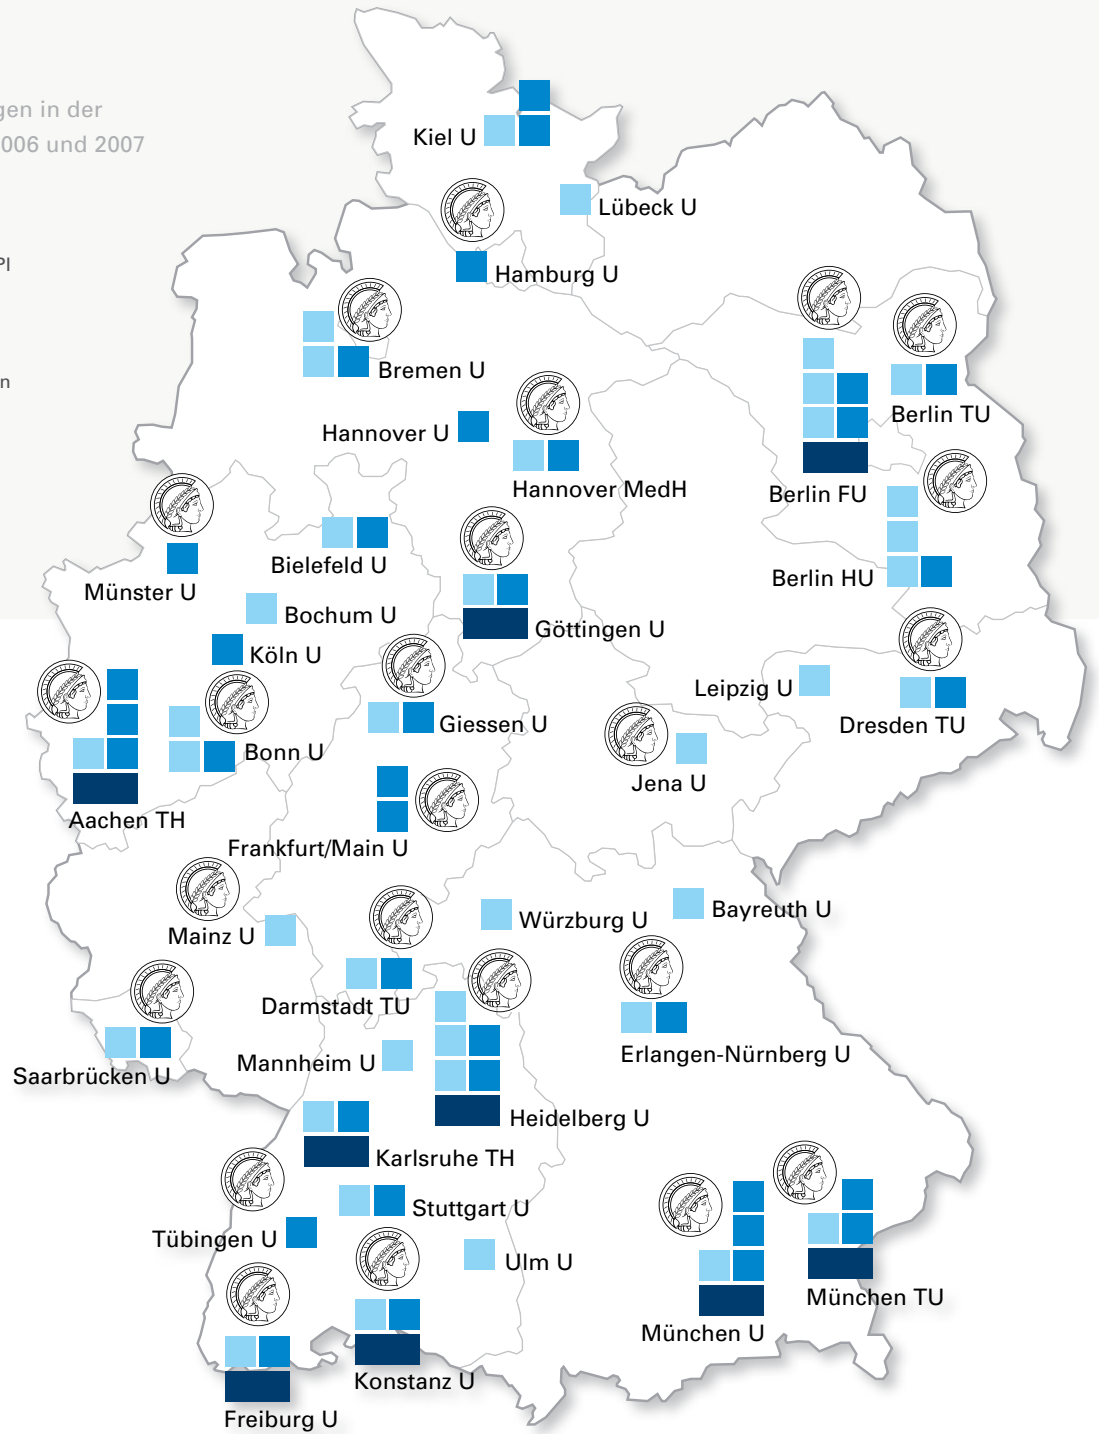 gen in der
006 und 2007
PI
n
Kiel U
Lübeck U
Hamburg U
Bremen U
Berlin TU
Hannover U
Hannover MedH
Berlin FU
Bielefeld U
Berlin HU
Münster U
Bochum U
Göttingen U
Köln U
Leipzig U
Giessen U
Dresden TU
Bonn U
Jena U
Aachen TH
Frankfurt/Main U
Bayreuth U
Würzburg U
Mainz U
Darmstadt TU
Erlangen-Nürnberg U
Mannheim U
Saarbrücken U
Heidelberg U
Karlsruhe TH
Stuttgart U
Tübingen U
Ulm U
München TU
München U
Konstanz U
Freiburg U